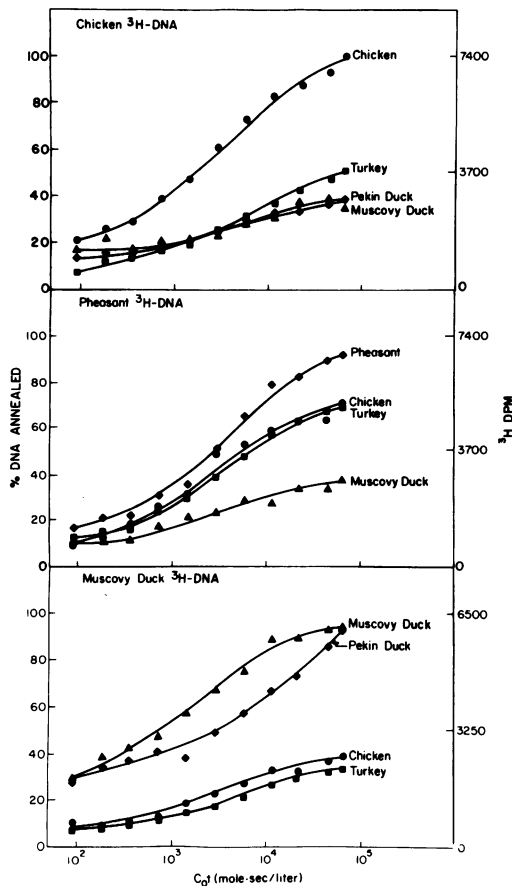 Chicken ³H-DNA
100
80
60
40
20
0
Chicken
Turkey
Pekin Duck
Muscovy Duck
7400
3700
0
Pheasant ³H-DNA
100
80
60
40
20
0
Pheasant
Chicken
Turkey
Muscovy Duck
7400
3700
0
% DNA ANNEALED
³H DPM
Muscovy Duck ³H-DNA
100
80
60
40
20
0
Muscovy Duck
Pekin Duck
Chicken
Turkey
6500
3250
0
10² 10³ 10⁴ 10⁵
C₀t (mole·sec/liter)